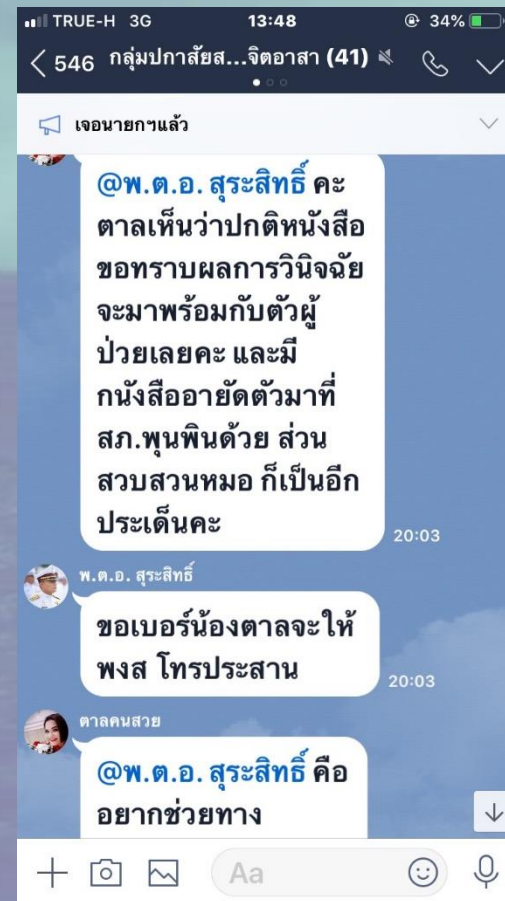 TRUE-H 3G 13:48 34%
546 กลุ่มปกาสัยส...จิตอาสา (41)
เจอนายกฯแล้ว
@พ.ต.อ. สุระสิทธิ์ คะ
ตาลเห็นว่าปกติหนังสือ
ขอทราบผลการวินิจฉัย
จะมาพร้อมกับตัวผู้
ป่วยเลยคะ และมี
กนังสืออายัดตัวมาที่
สภ.พุนพินด้วย ส่วน
สวบสวนหมอ ก็เป็นอีก
ประเด็นคะ
20:03
พ.ต.อ. สุระสิทธิ์
ขอเบอร์น้องตาลจะให้
พงส โทรประสาน
20:03
ตาลคนสวย
@พ.ต.อ. สุระสิทธิ์ คือ
อยากช่วยทาง
Aa